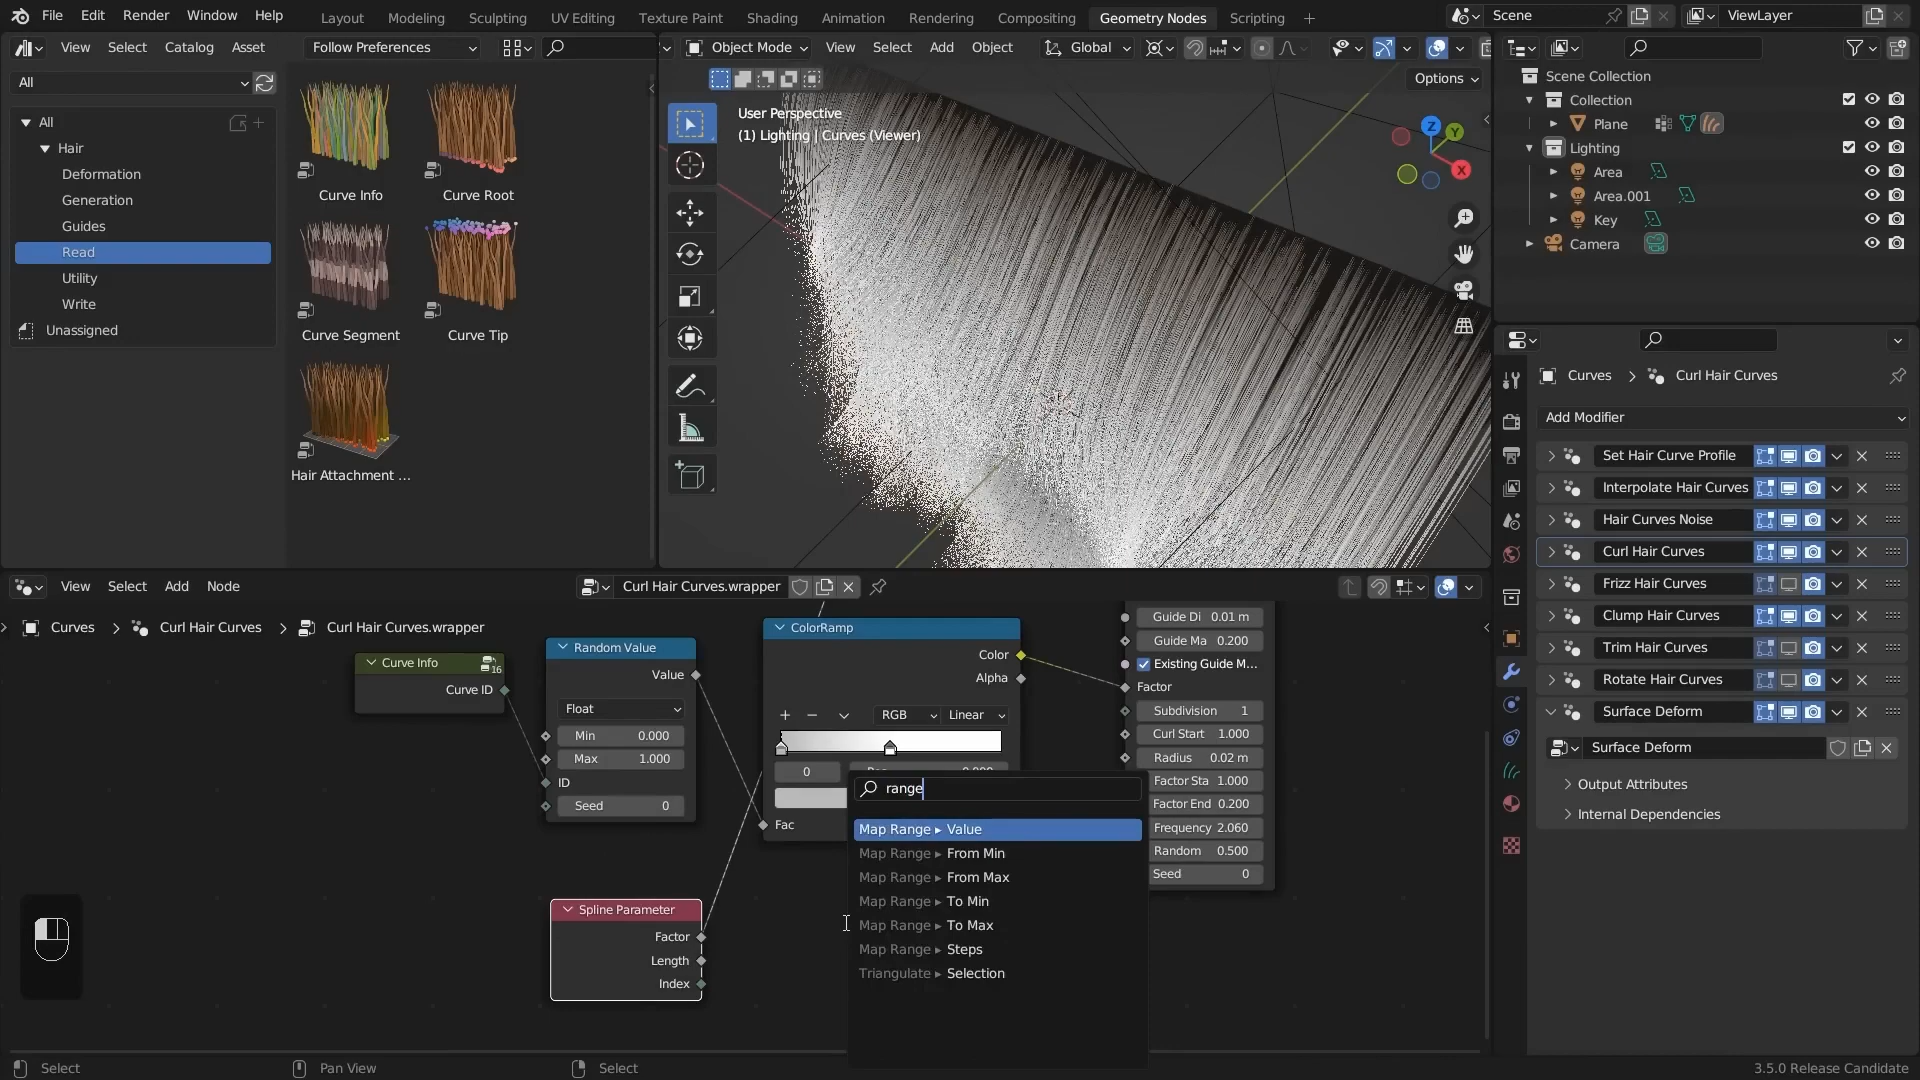 File Edit Render Window Help
Layout Modeling Sculpting UV Editing Texture Paint Shading Animation Rendering Compositing Geometry Nodes Scripting
Scene
ViewLayer
View Select Catalog Asset
Follow Preferences
Object Mode View Select Add Object
Global
Options
All
All
Hair
Deformation
Generation
Guides
Read
Utility
Write
Unassigned
Curve Info
Curve Root
Curve Segment
Curve Tip
Hair Attachment ...
User Perspective
(1) Lighting | Curves (Viewer)
Z
Y
X
Scene Collection
Collection
Plane
Lighting
Area
Area.001
Key
Camera
Curves
Curl Hair Curves
Add Modifier
Set Hair Curve Profile
Interpolate Hair Curves
Hair Curves Noise
Curl Hair Curves
Frizz Hair Curves
Clump Hair Curves
Trim Hair Curves
Rotate Hair Curves
Surface Deform
Surface Deform
Output Attributes
Internal Dependencies
View Select Add Node
Curl Hair Curves.wrapper
Curves
Curl Hair Curves
Curl Hair Curves.wrapper
Curve Info
16
Curve ID
Random Value
Value
Float
Min 0.000
Max 1.000
ID
Seed 0
Spline Parameter
Factor
Length
Index
ColorRamp
Color
Alpha
RGB
Linear
0
Fac
range
Map Range ▸ Value
Map Range ▸ From Min
Map Range ▸ From Max
Map Range ▸ To Min
Map Range ▸ To Max
Map Range ▸ Steps
Triangulate ▸ Selection
Guide Di 0.01 m
Guide Ma 0.200
Existing Guide M...
Factor
Subdivision 1
Curl Start 1.000
Radius 0.02 m
Factor Sta 1.000
Factor End 0.200
Frequency 2.060
Random 0.500
Seed 0
Select
Pan View
Select
3.5.0 Release Candidate